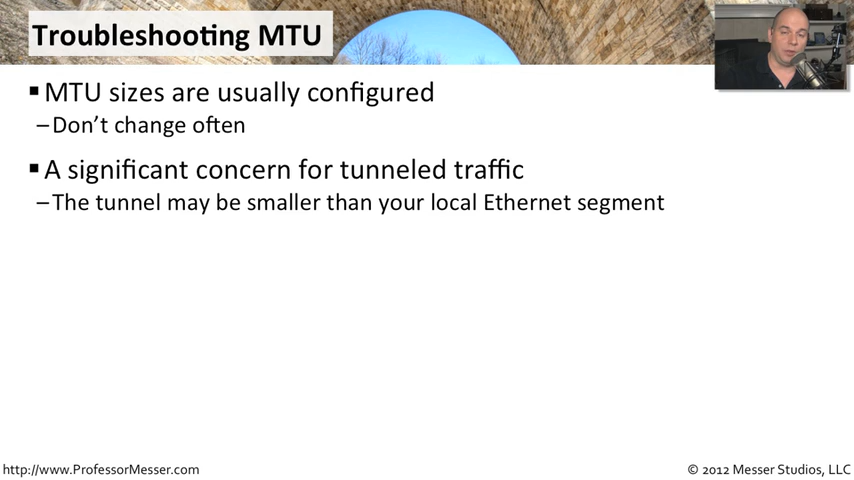 Troubleshooting MTU
▪ MTU sizes are usually configured
– Don’t change often
▪ A significant concern for tunneled traffic
– The tunnel may be smaller than your local Ethernet segment
http://www.ProfessorMesser.com
© 2012 Messer Studios, LLC